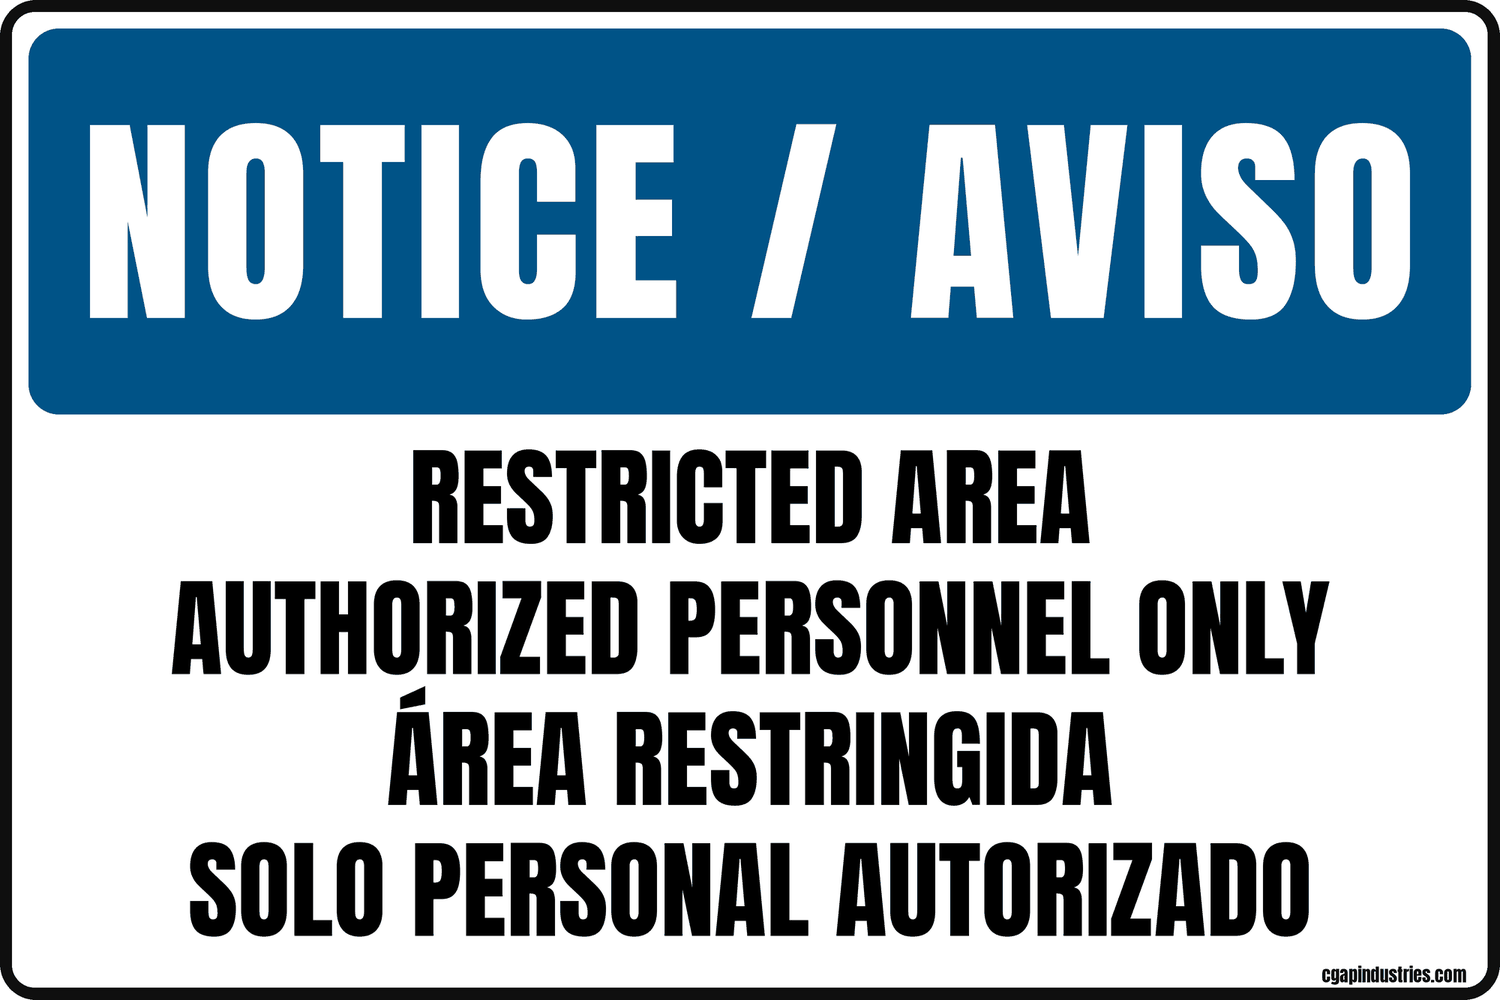 NOTICE / AVISO
RESTRICTED AREA
AUTHORIZED PERSONNEL ONLY
ÁREA RESTRINGIDA
SOLO PERSONAL AUTORIZADO
cgapindustries.com